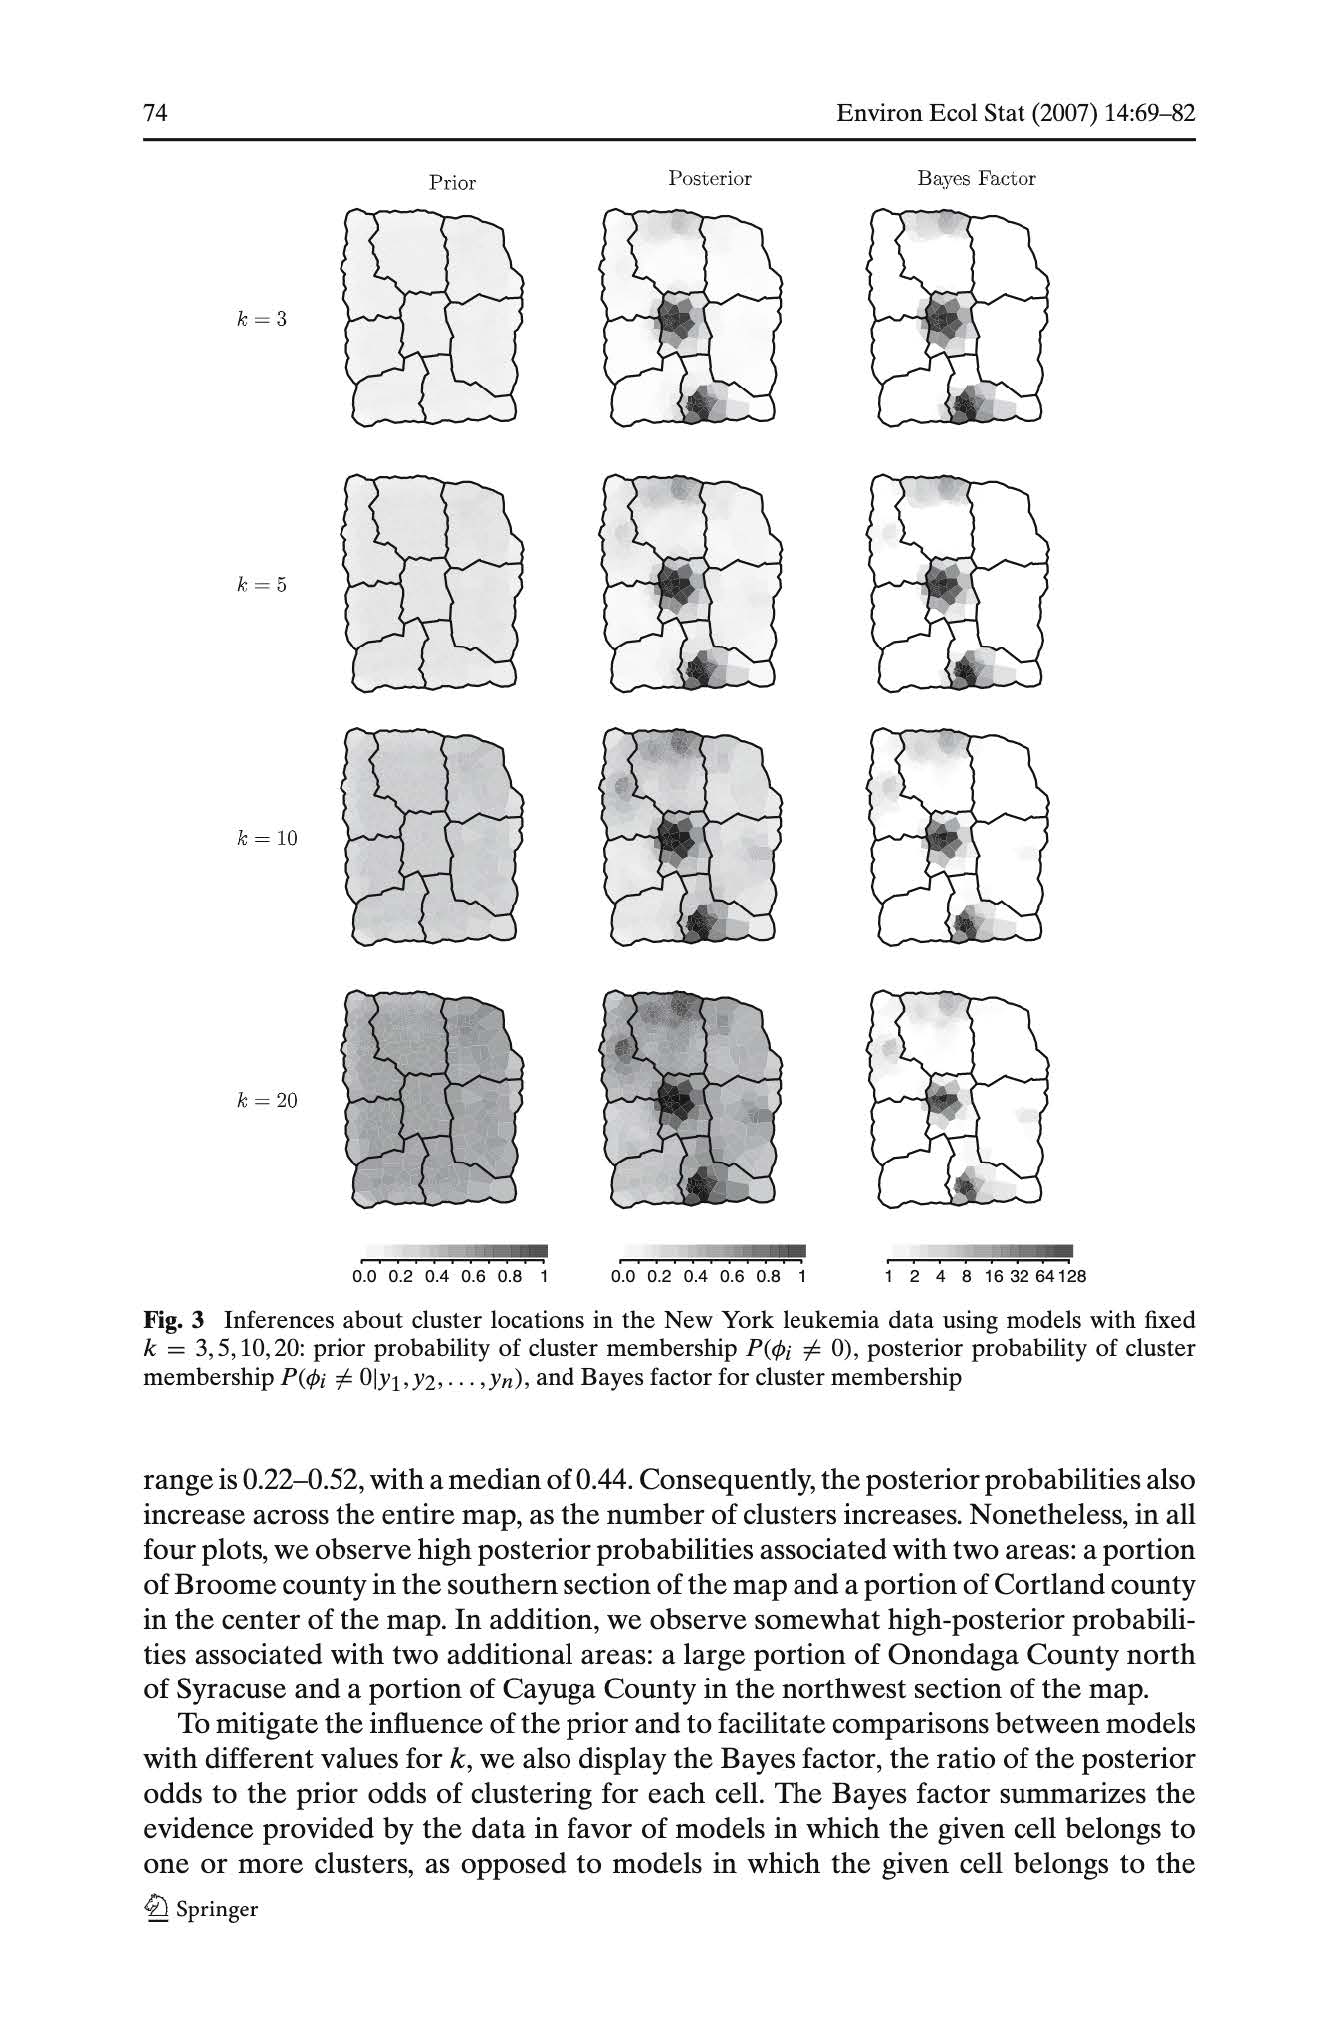 74
Environ Ecol Stat (2007) 14:69–82
Prior
Posterior
Bayes Factor
k = 3
k = 5
k = 10
k = 20
0.0 0.2 0.4 0.6 0.8 1
0.0 0.2 0.4 0.6 0.8 1
1 2 4 8 16 32 64 128
Fig. 3 Inferences about cluster locations in the New York leukemia data using models with fixed
k = 3, 5, 10, 20: prior probability of cluster membership P(ϕi ≠ 0), posterior probability of cluster
membership P(ϕi ≠ 0|y1, y2, . . . , yn), and Bayes factor for cluster membership
range is 0.22–0.52, with a median of 0.44. Consequently, the posterior probabilities also
increase across the entire map, as the number of clusters increases. Nonetheless, in all
four plots, we observe high posterior probabilities associated with two areas: a portion
of Broome county in the southern section of the map and a portion of Cortland county
in the center of the map. In addition, we observe somewhat high-posterior probabili-
ties associated with two additional areas: a large portion of Onondaga County north
of Syracuse and a portion of Cayuga County in the northwest section of the map.
To mitigate the influence of the prior and to facilitate comparisons between models
with different values for k, we also display the Bayes factor, the ratio of the posterior
odds to the prior odds of clustering for each cell. The Bayes factor summarizes the
evidence provided by the data in favor of models in which the given cell belongs to
one or more clusters, as opposed to models in which the given cell belongs to the
Springer